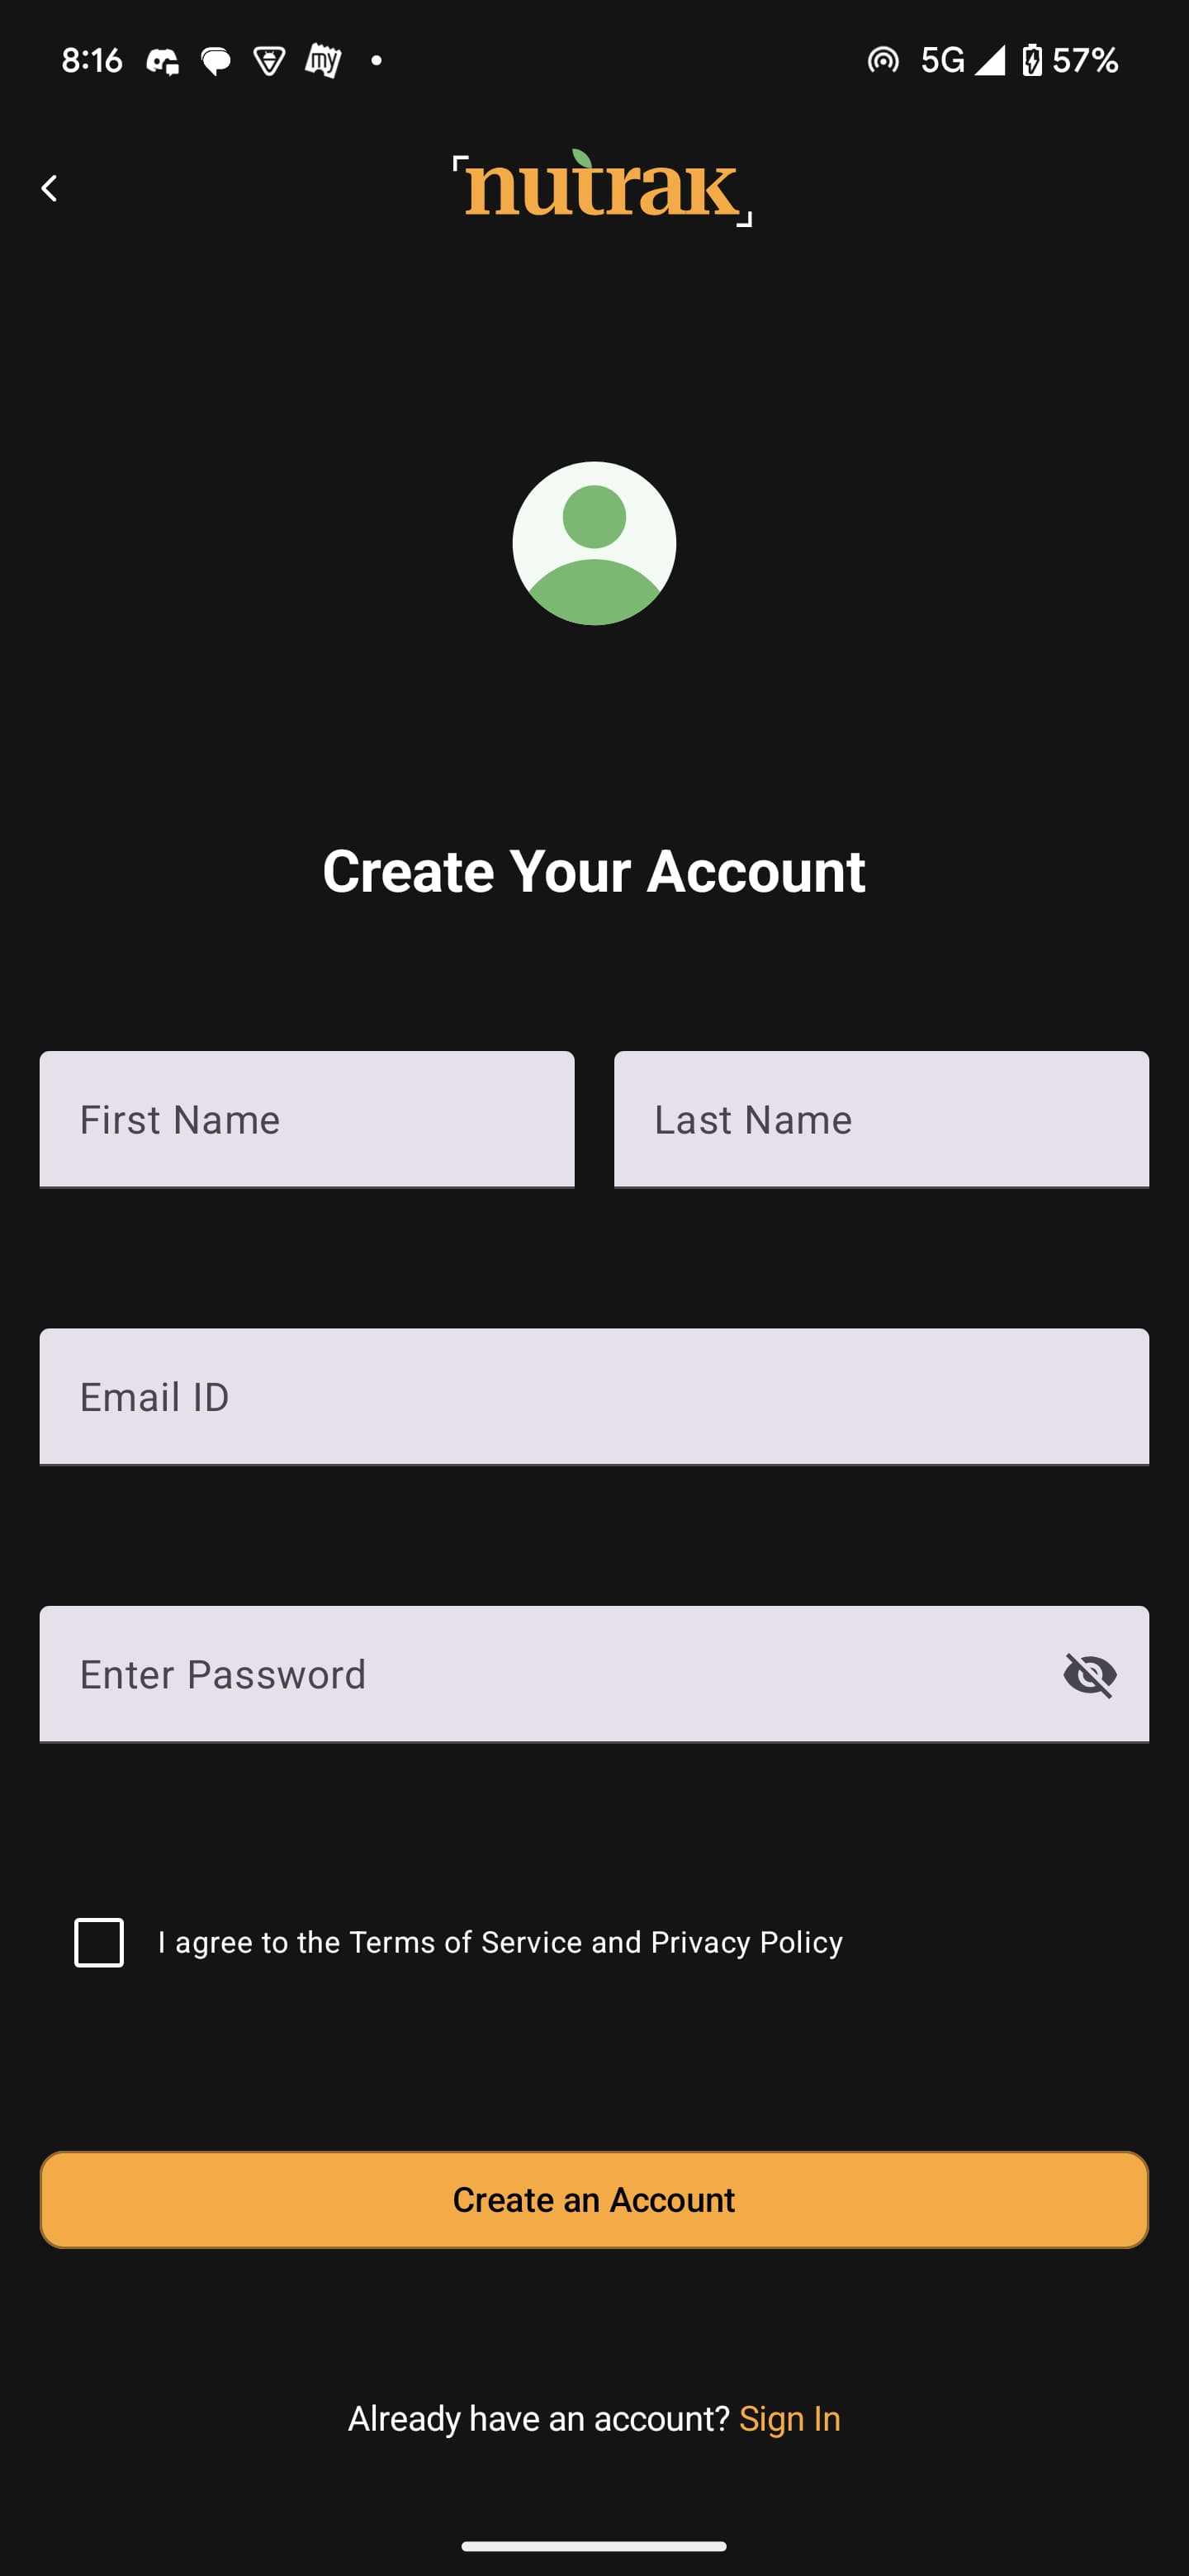 8:16 my 5G 57%
nutrak
Create Your Account
First Name Last Name
Email ID
Enter Password
I agree to the Terms of Service and Privacy Policy
Create an Account
Already have an account? Sign In